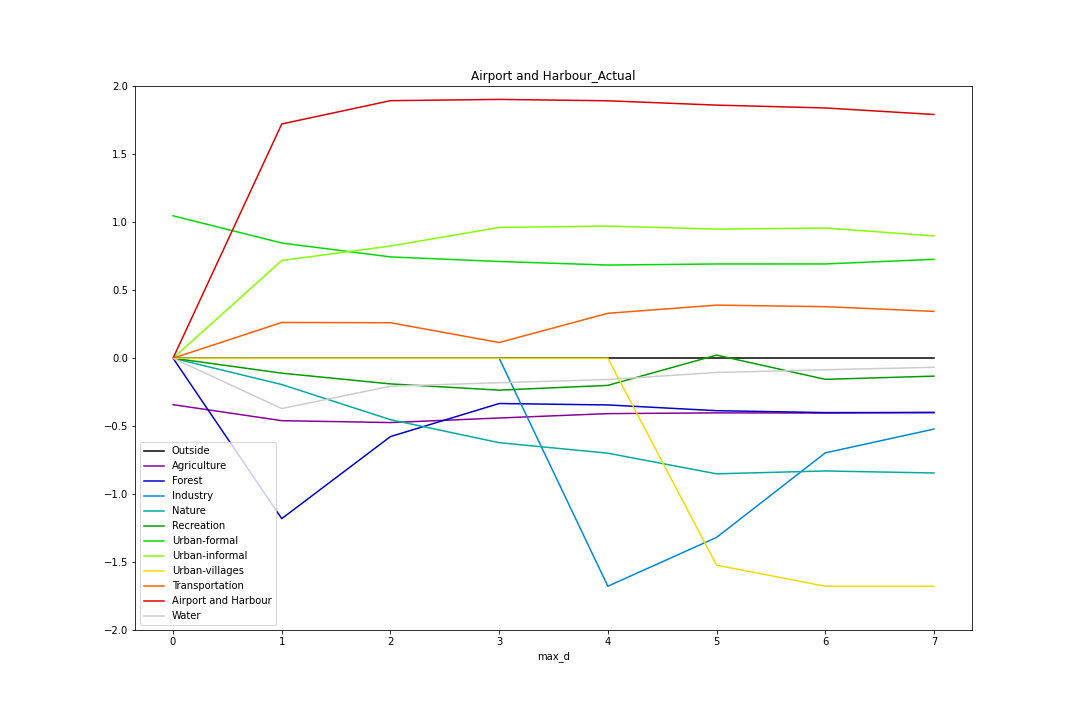 Airport and Harbour_Actual
2.0
1.5
1.0
0.5
0.0
−0.5
−1.0
−1.5
−2.0
Outside
Agriculture
Forest
Industry
Nature
Recreation
Urban-formal
Urban-informal
Urban-villages
Transportation
Airport and Harbour
Water
0 1 2 3 4 5 6 7
max_d